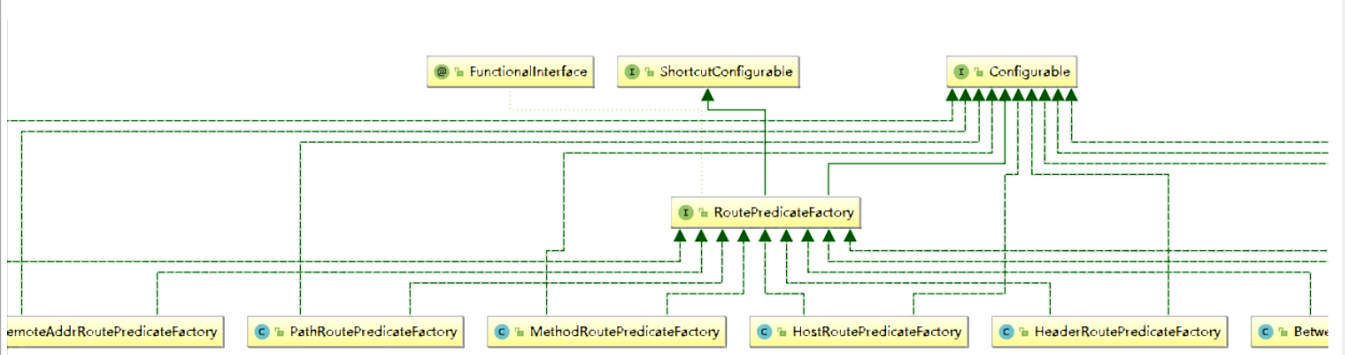 FunctionalInterface
ShortcutConfigurable
Configurable
RoutePredicateFactory
emoteAddrRoutePredicateFactory
PathRoutePredicateFactory
MethodRoutePredicateFactory
HostRoutePredicateFactory
HeaderRoutePredicateFactory
Betwe